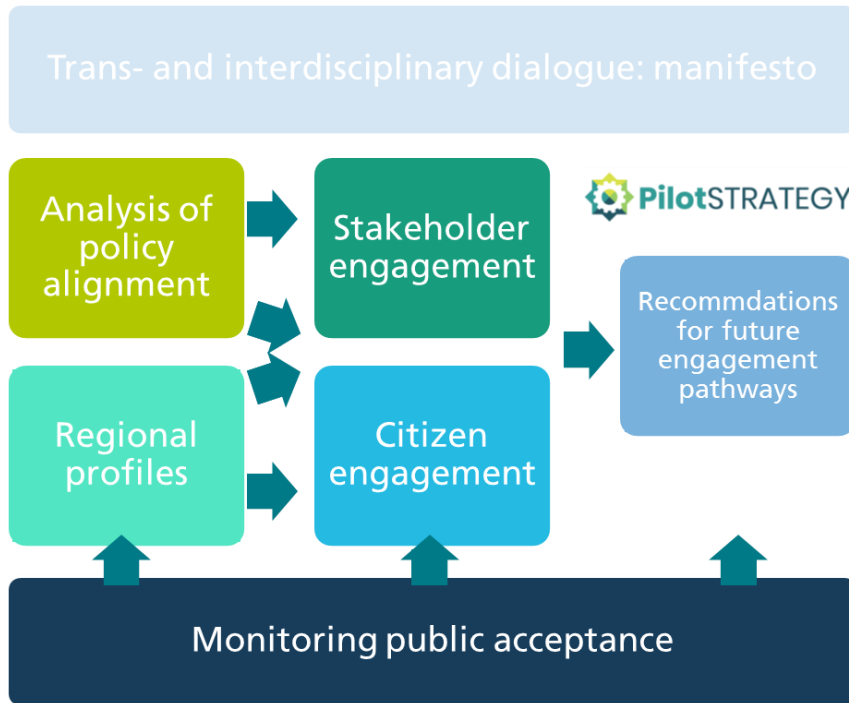 Trans- and interdisciplinary dialogue: manifesto
Analysis of
policy
alignment
Stakeholder
engagement
PilotSTRATEGY
Recommdations
for future
engagement
pathways
Regional
profiles
Citizen
engagement
Monitoring public acceptance